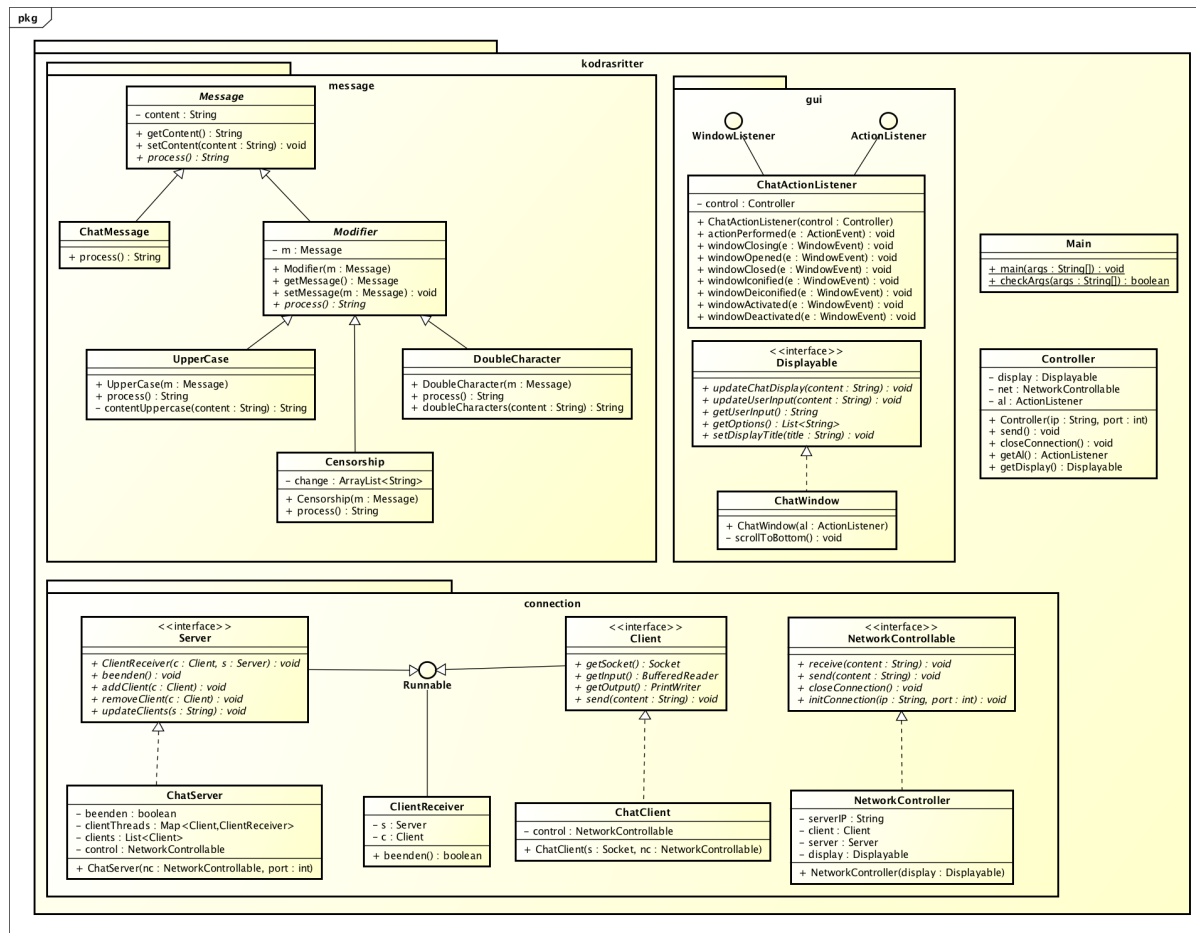 pkg
kodrasritter
message
Message
– content : String
+ getContent() : String
+ setContent(content : String) : void
+ process() : String
ChatMessage
+ process() : String
Modifier
– m : Message
+ Modifier(m : Message)
+ getMessage() : Message
+ setMessage(m : Message) : void
+ process() : String
UpperCase
+ UpperCase(m : Message)
+ process() : String
– contentUppercase(content : String) : String
DoubleCharacter
+ DoubleCharacter(m : Message)
+ process() : String
+ doubleCharacters(content : String) : String
Censorship
– change : ArrayList<String>
+ Censorship(m : Message)
+ process() : String
gui
WindowListener
ActionListener
ChatActionListener
– control : Controller
+ ChatActionListener(control : Controller)
+ actionPerformed(e : ActionEvent) : void
+ windowClosing(e : WindowEvent) : void
+ windowOpened(e : WindowEvent) : void
+ windowClosed(e : WindowEvent) : void
+ windowIconified(e : WindowEvent) : void
+ windowDeiconified(e : WindowEvent) : void
+ windowActivated(e : WindowEvent) : void
+ windowDeactivated(e : WindowEvent) : void
<<interface>>
Displayable
+ updateChatDisplay(content : String) : void
+ updateUserInput(content : String) : void
+ getUserInput() : String
+ getOptions() : List<String>
+ setDisplayTitle(title : String) : void
ChatWindow
+ ChatWindow(al : ActionListener)
– scrollToBottom() : void
Main
+ main(args : String[]) : void
+ checkArgs(args : String[]) : boolean
Controller
– display : Displayable
– net : NetworkControllable
– al : ActionListener
+ Controller(ip : String, port : int)
+ send() : void
+ closeConnection() : void
+ getAl() : ActionListener
+ getDisplay() : Displayable
connection
<<interface>>
Server
+ ClientReceiver(c : Client, s : Server) : void
+ beenden() : void
+ addClient(c : Client) : void
+ removeClient(c : Client) : void
+ updateClients(s : String) : void
Runnable
<<interface>>
Client
+ getSocket() : Socket
+ getInput() : BufferedReader
+ getOutput() : PrintWriter
+ send(content : String) : void
<<interface>>
NetworkControllable
+ receive(content : String) : void
+ send(content : String) : void
+ closeConnection() : void
+ initConnection(ip : String, port : int) : void
ChatServer
– beenden : boolean
– clientThreads : Map<Client,ClientReceiver>
– clients : List<Client>
– control : NetworkControllable
+ ChatServer(nc : NetworkControllable, port : int)
ClientReceiver
– s : Server
– c : Client
+ beenden() : boolean
ChatClient
– control : NetworkControllable
+ ChatClient(s : Socket, nc : NetworkControllable)
NetworkController
– serverIP : String
– client : Client
– server : Server
– display : Displayable
+ NetworkController(display : Displayable)